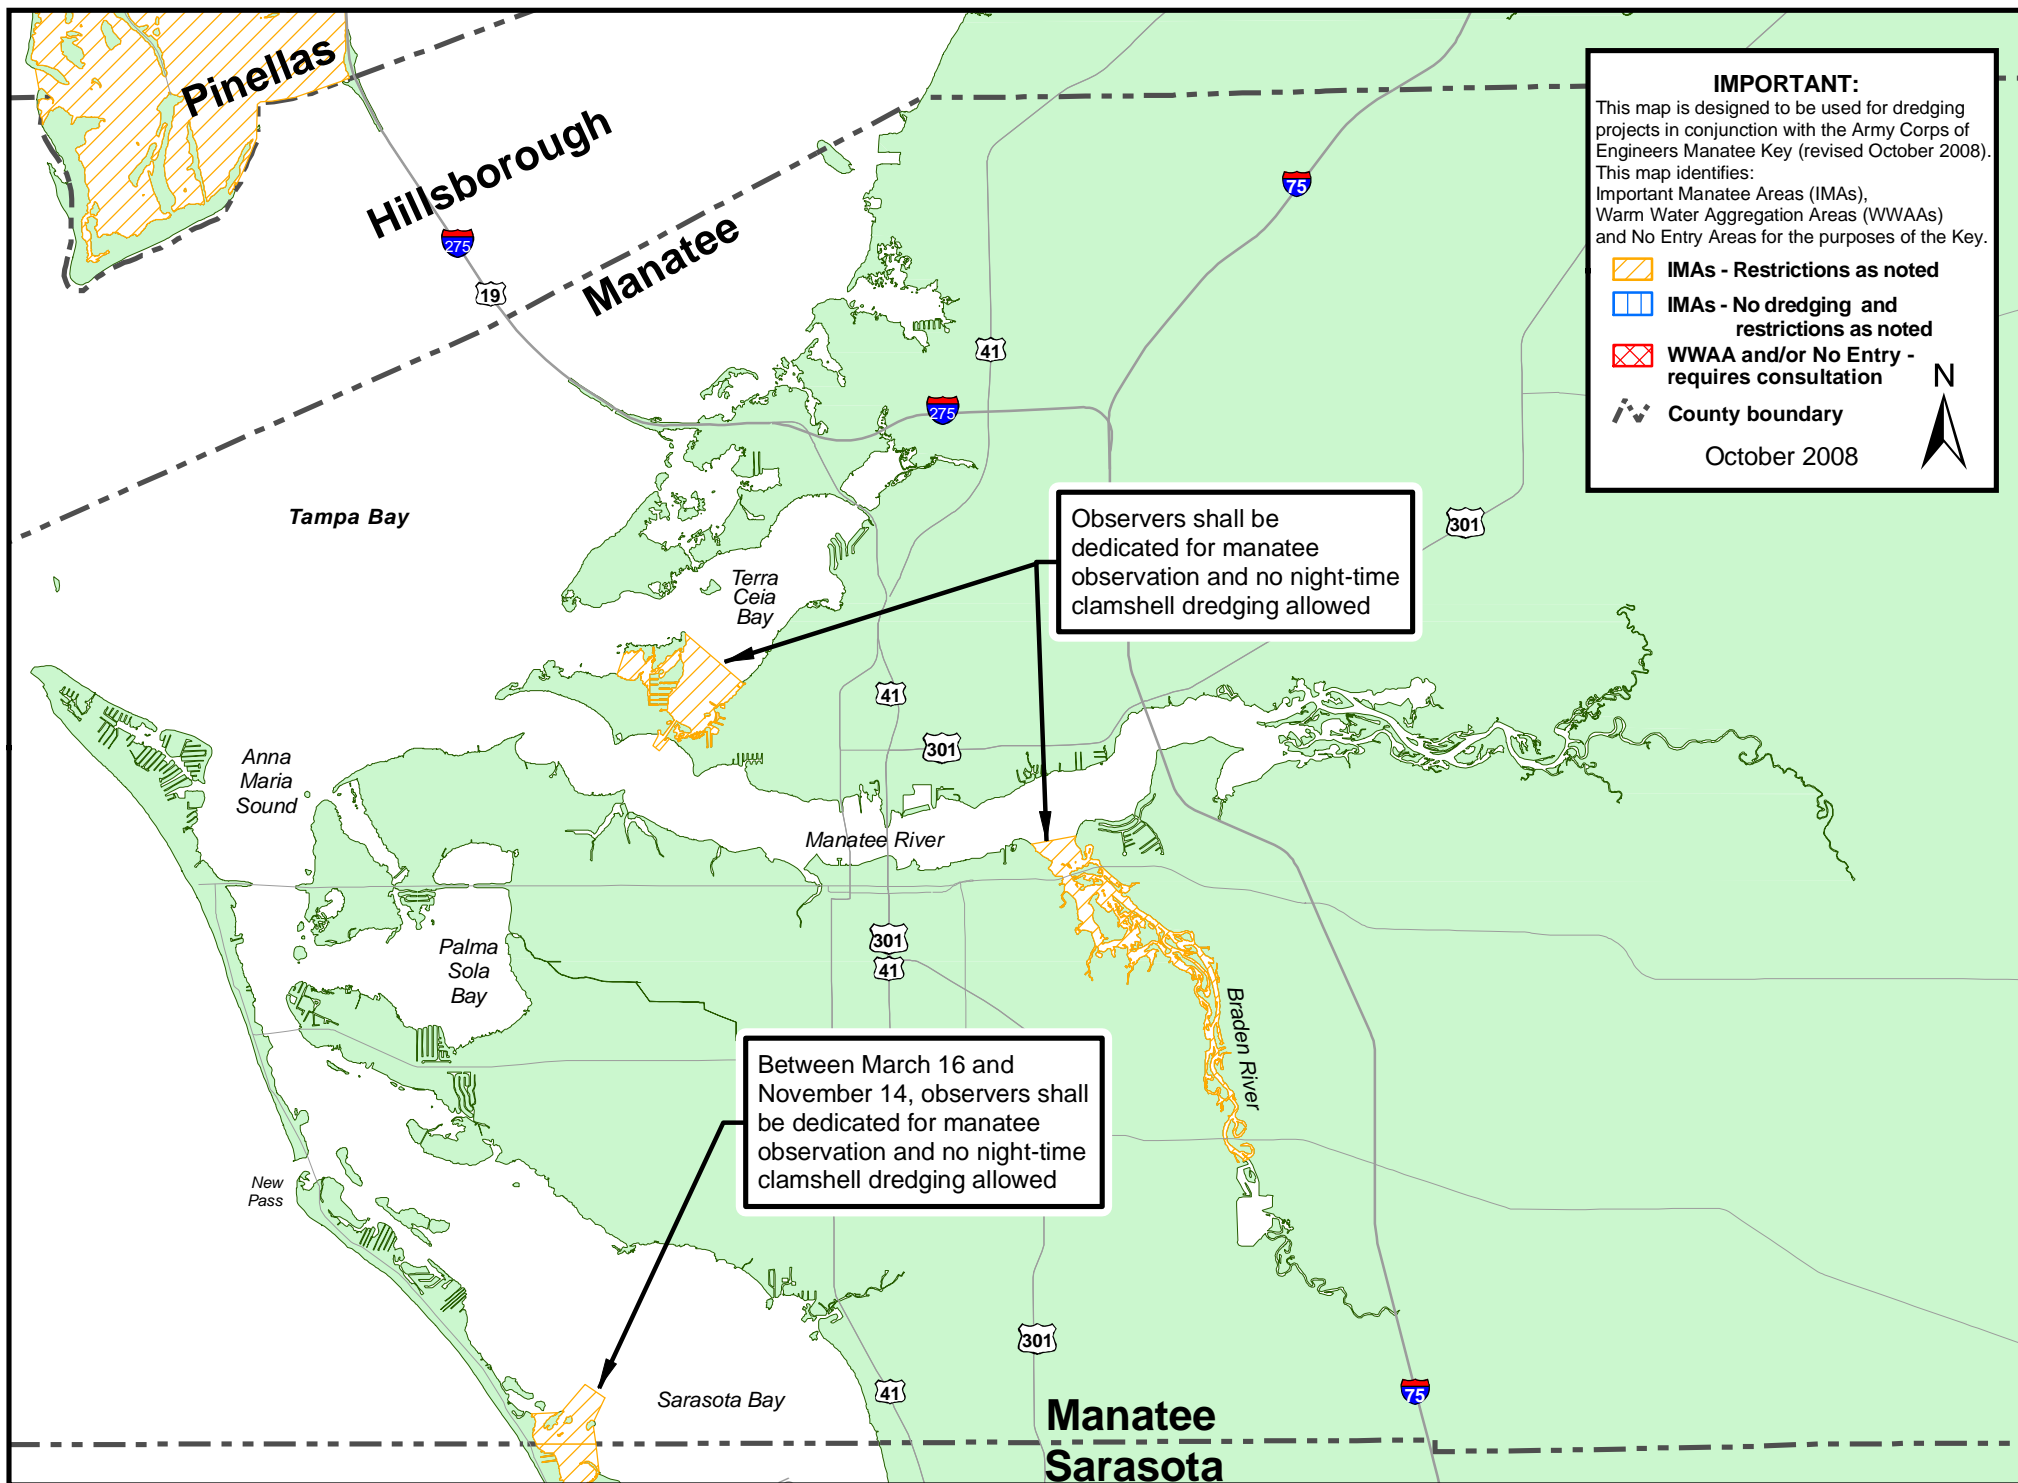 Pinellas
Hillsborough
Manatee
275
19
75
41
275
301
IMPORTANT:
This map is designed to be used for dredging
projects in conjunction with the Army Corps of
Engineers Manatee Key (revised October 2008).
This map identifies:
Important Manatee Areas (IMAs),
Warm Water Aggregation Areas (WWAAs)
and No Entry Areas for the purposes of the Key.
IMAs - Restrictions as noted
IMAs - No dredging and
restrictions as noted
WWAA and/or No Entry -
requires consultation
County boundary
N
October 2008
Tampa Bay
Terra
Ceia
Bay
Observers shall be
dedicated for manatee
observation and no night-time
clamshell dredging allowed
41
301
Anna
Maria
Sound
Manatee River
Palma
Sola
Bay
301
41
Braden River
Between March 16 and
November 14, observers shall
be dedicated for manatee
observation and no night-time
clamshell dredging allowed
New
Pass
301
41
75
Sarasota Bay
Manatee
Sarasota